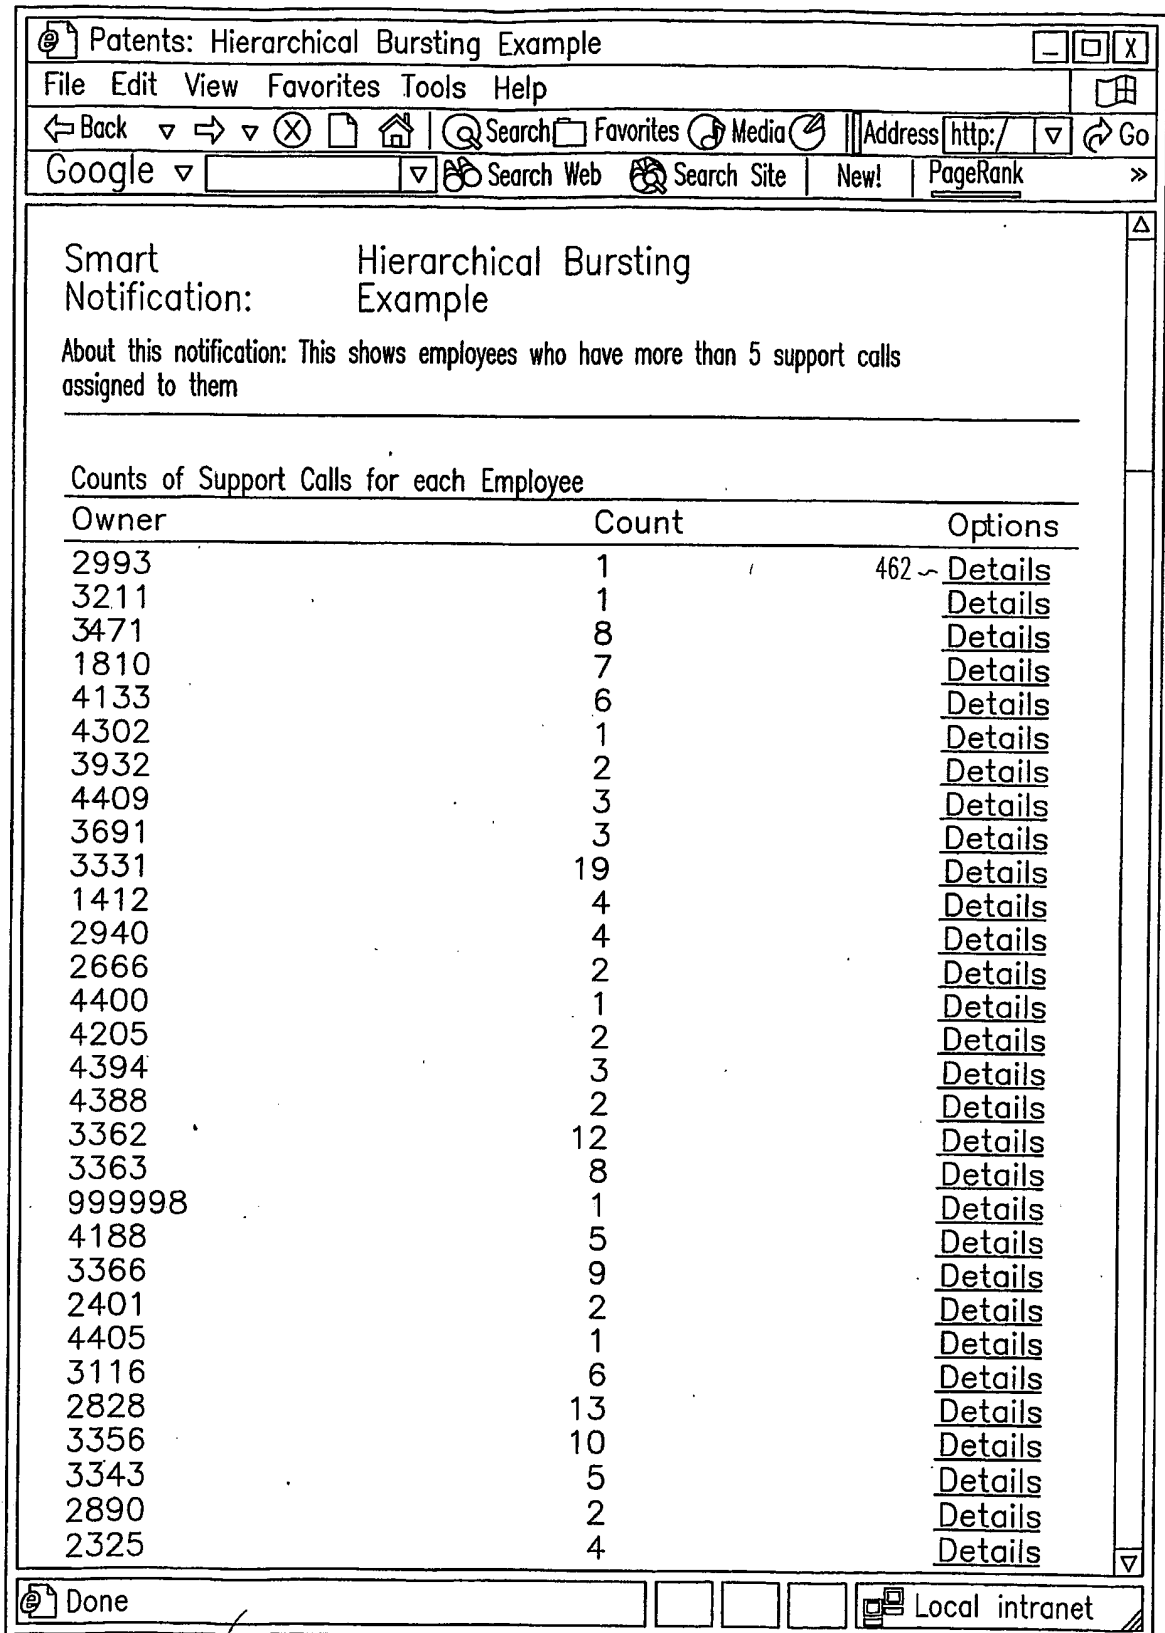 Patents: Hierarchical Bursting Example
File Edit View Favorites Tools Help
Back Search Favorites Media Address http:/ Go
Google Search Web Search Site New! PageRank »
Smart Notification: Hierarchical Bursting Example
About this notification: This shows employees who have more than 5 support calls
assigned to them
Counts of Support Calls for each Employee
Owner Count Options
2993 1 462 Details
3211 1 Details
3471 8 Details
1810 7 Details
4133 6 Details
4302 1 Details
3932 2 Details
4409 3 Details
3691 3 Details
3331 19 Details
1412 4 Details
2940 4 Details
2666 2 Details
4400 1 Details
4205 2 Details
4394 3 Details
4388 2 Details
3362 12 Details
3363 8 Details
999998 1 Details
4188 5 Details
3366 9 Details
2401 2 Details
4405 1 Details
3116 6 Details
2828 13 Details
3356 10 Details
3343 5 Details
2890 2 Details
2325 4 Details
Done Local intranet